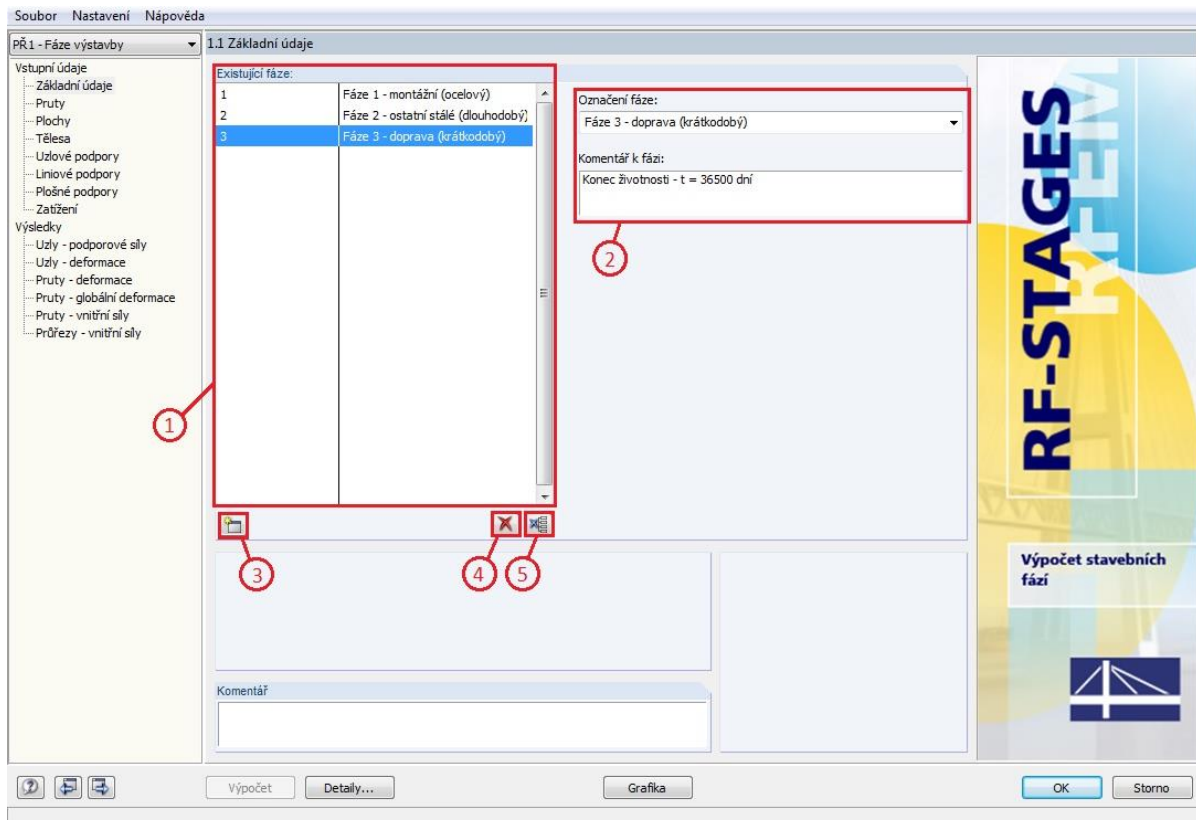 Soubor Nastavení Nápověda
PŘ1 - Fáze výstavby
1.1 Základní údaje
Vstupní údaje
Základní údaje
Pruty
Plochy
Tělesa
Uzlové podpory
Liniové podpory
Plošné podpory
Zatížení
Výsledky
Uzly - podporové síly
Uzly - deformace
Pruty - deformace
Pruty - globální deformace
Pruty - vnitřní síly
Průřezy - vnitřní síly
Existující fáze:
1 Fáze 1 - montážní (ocelový)
2 Fáze 2 - ostatní stálé (dlouhodobý)
3 Fáze 3 - doprava (krátkodobý)
Označení fáze:
Fáze 3 - doprava (krátkodobý)
Komentář k fázi:
Konec životnosti - t = 36500 dní
1
2
3
4
5
Komentář
RF-STAGES
RFEM
Výpočet stavebních
fází
Výpočet Detaily... Grafika OK Storno